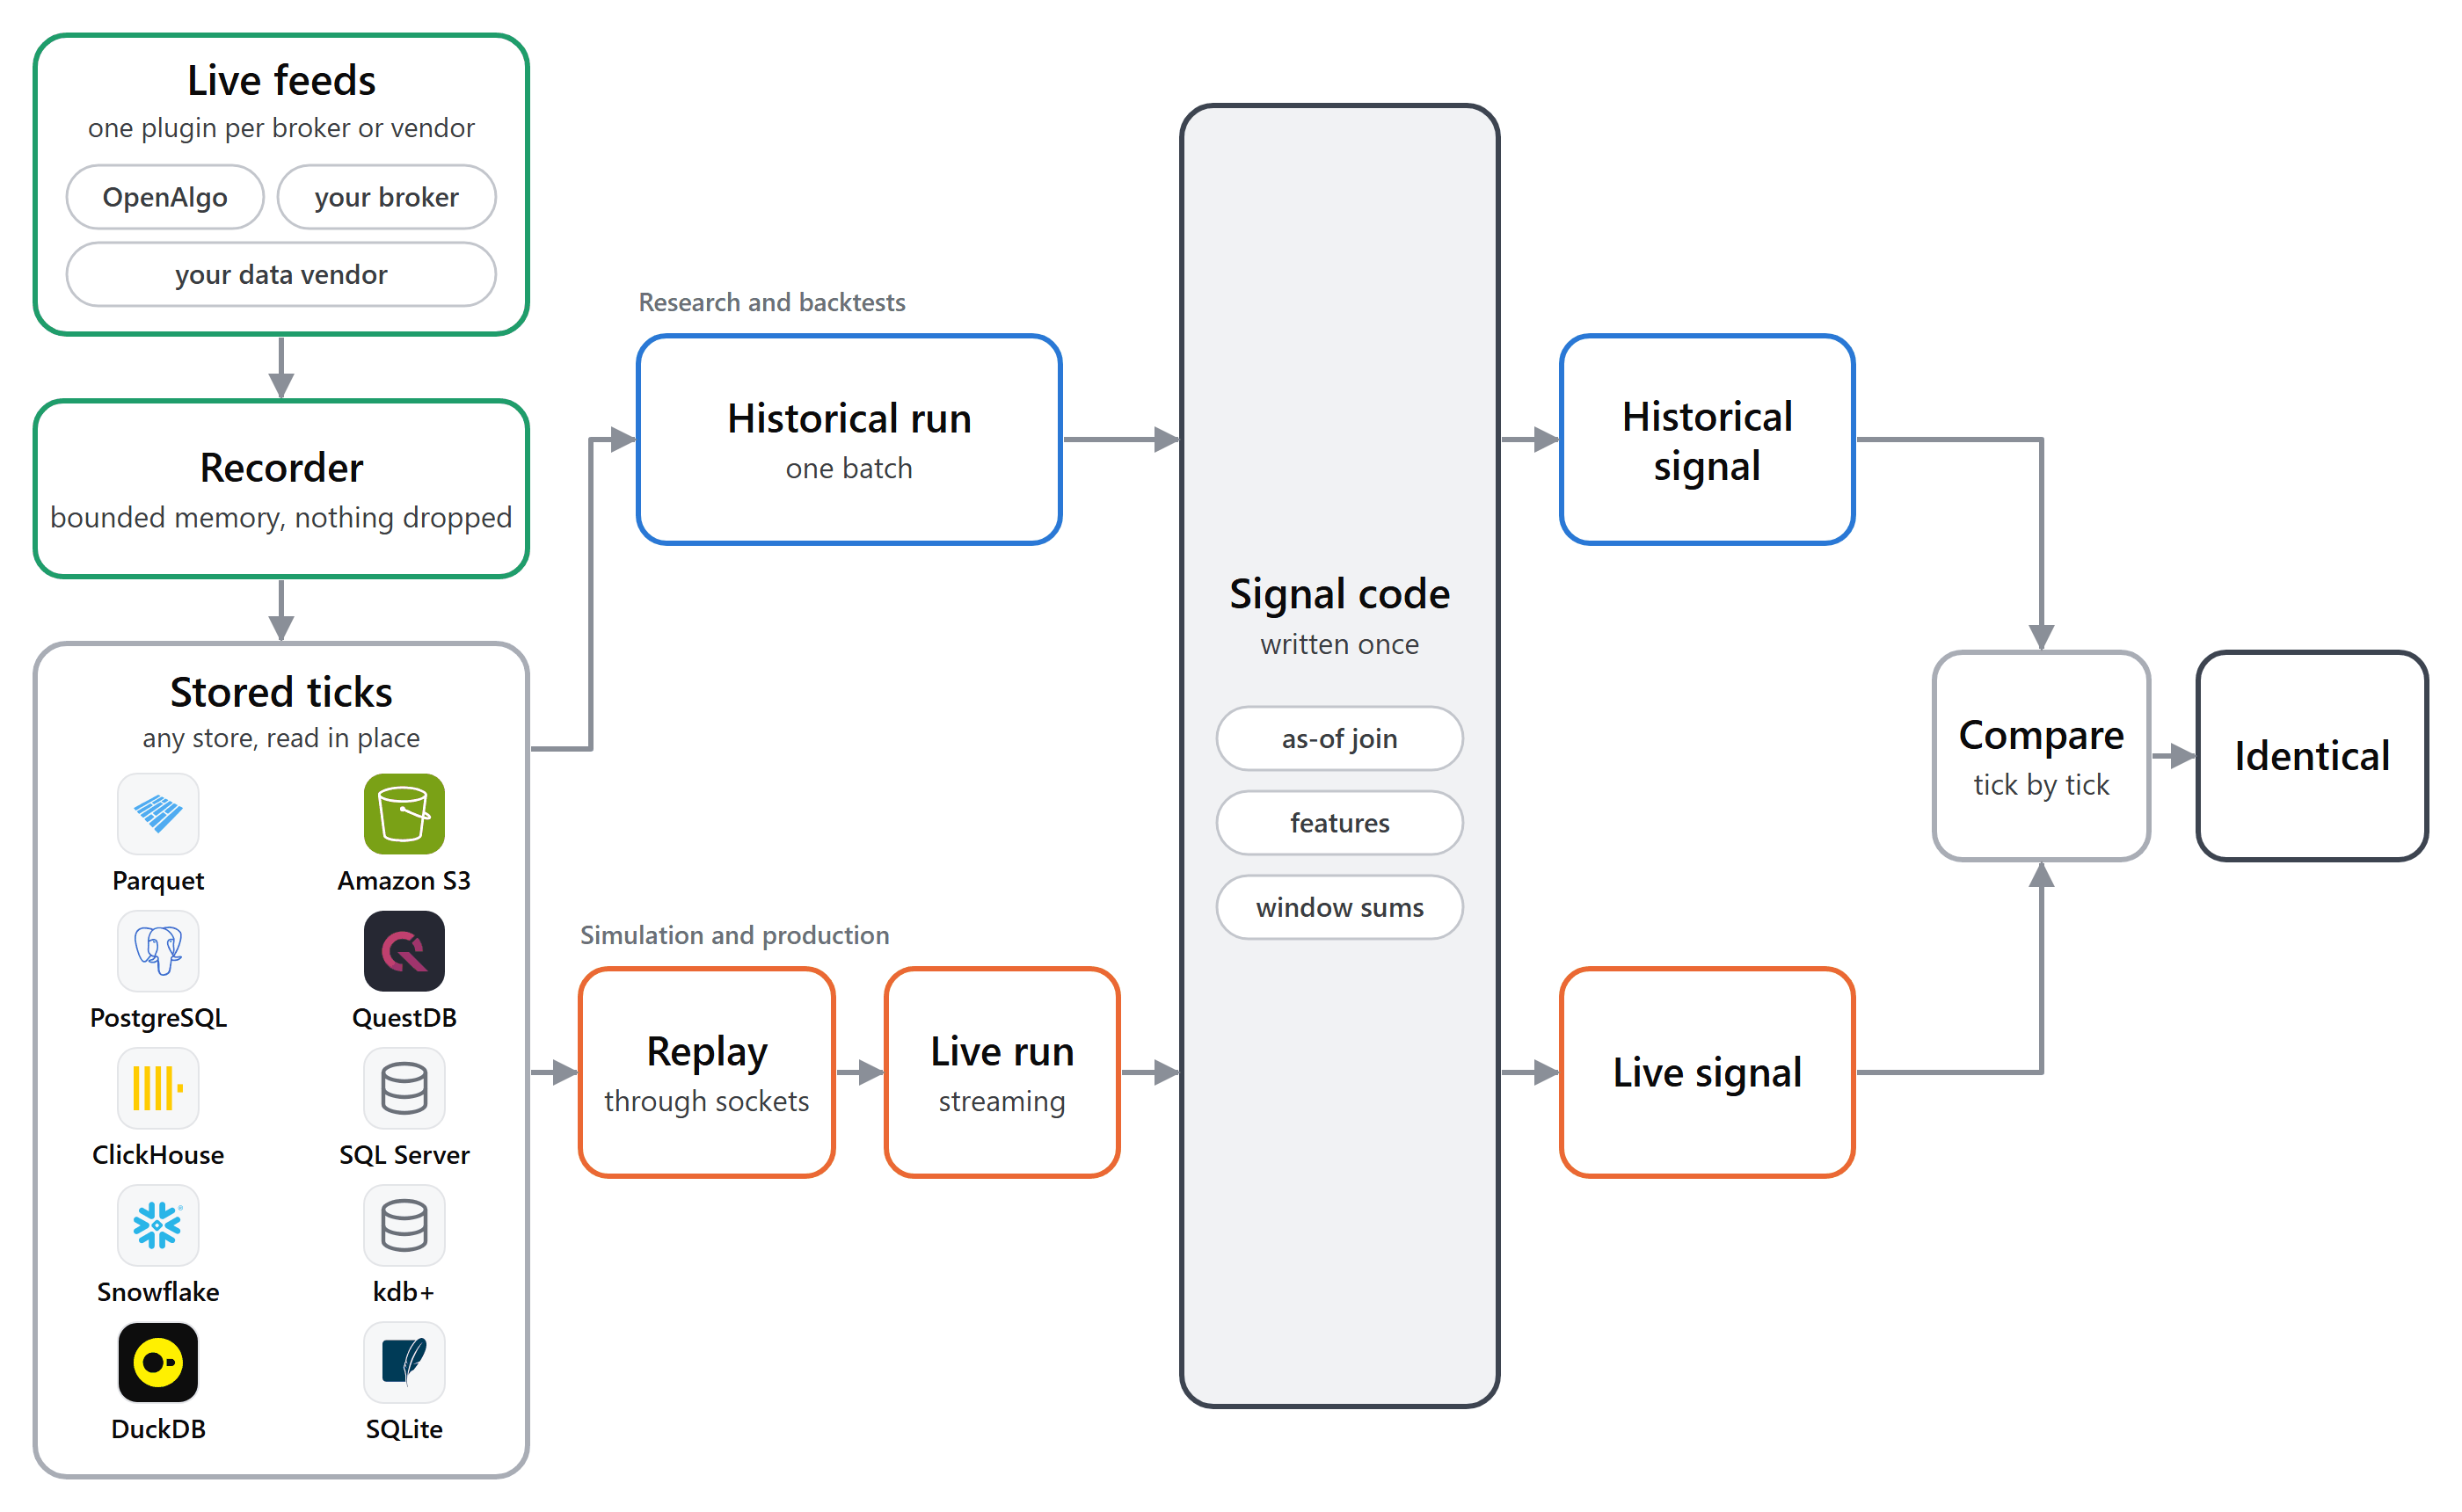 Live feeds
one plugin per broker or vendor
OpenAlgo
your broker
your data vendor
Recorder
bounded memory, nothing dropped
Stored ticks
any store, read in place
Parquet
Amazon S3
PostgreSQL
QuestDB
ClickHouse
SQL Server
Snowflake
kdb+
DuckDB
SQLite
Research and backtests
Historical run
one batch
Simulation and production
Replay
through sockets
Live run
streaming
Signal code
written once
as-of join
features
window sums
Historical
signal
Live signal
Compare
tick by tick
Identical